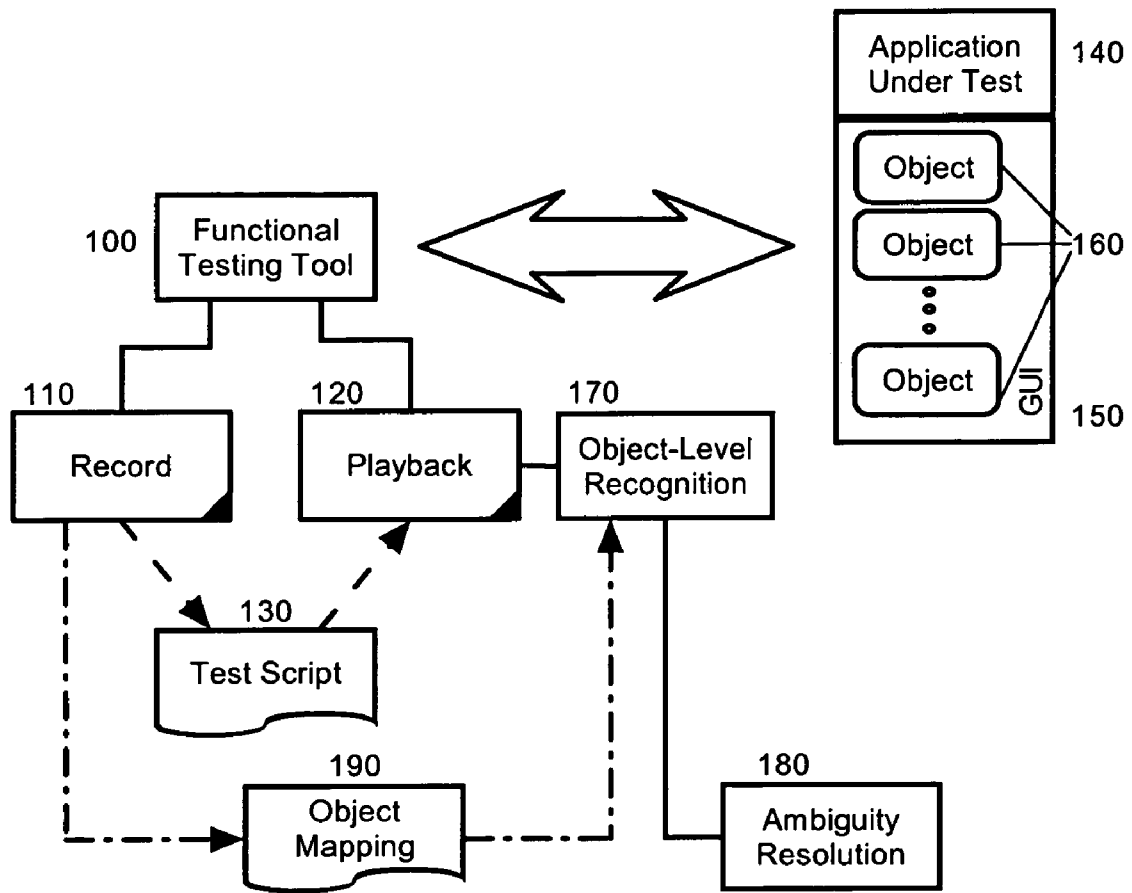 Application
Under Test
140
Object
Functional
Testing Tool
100
Object
160
Object
GUI
150
110
120
170
Record
Playback
Object-Level
Recognition
130
Test Script
190
Object
Mapping
180
Ambiguity
Resolution